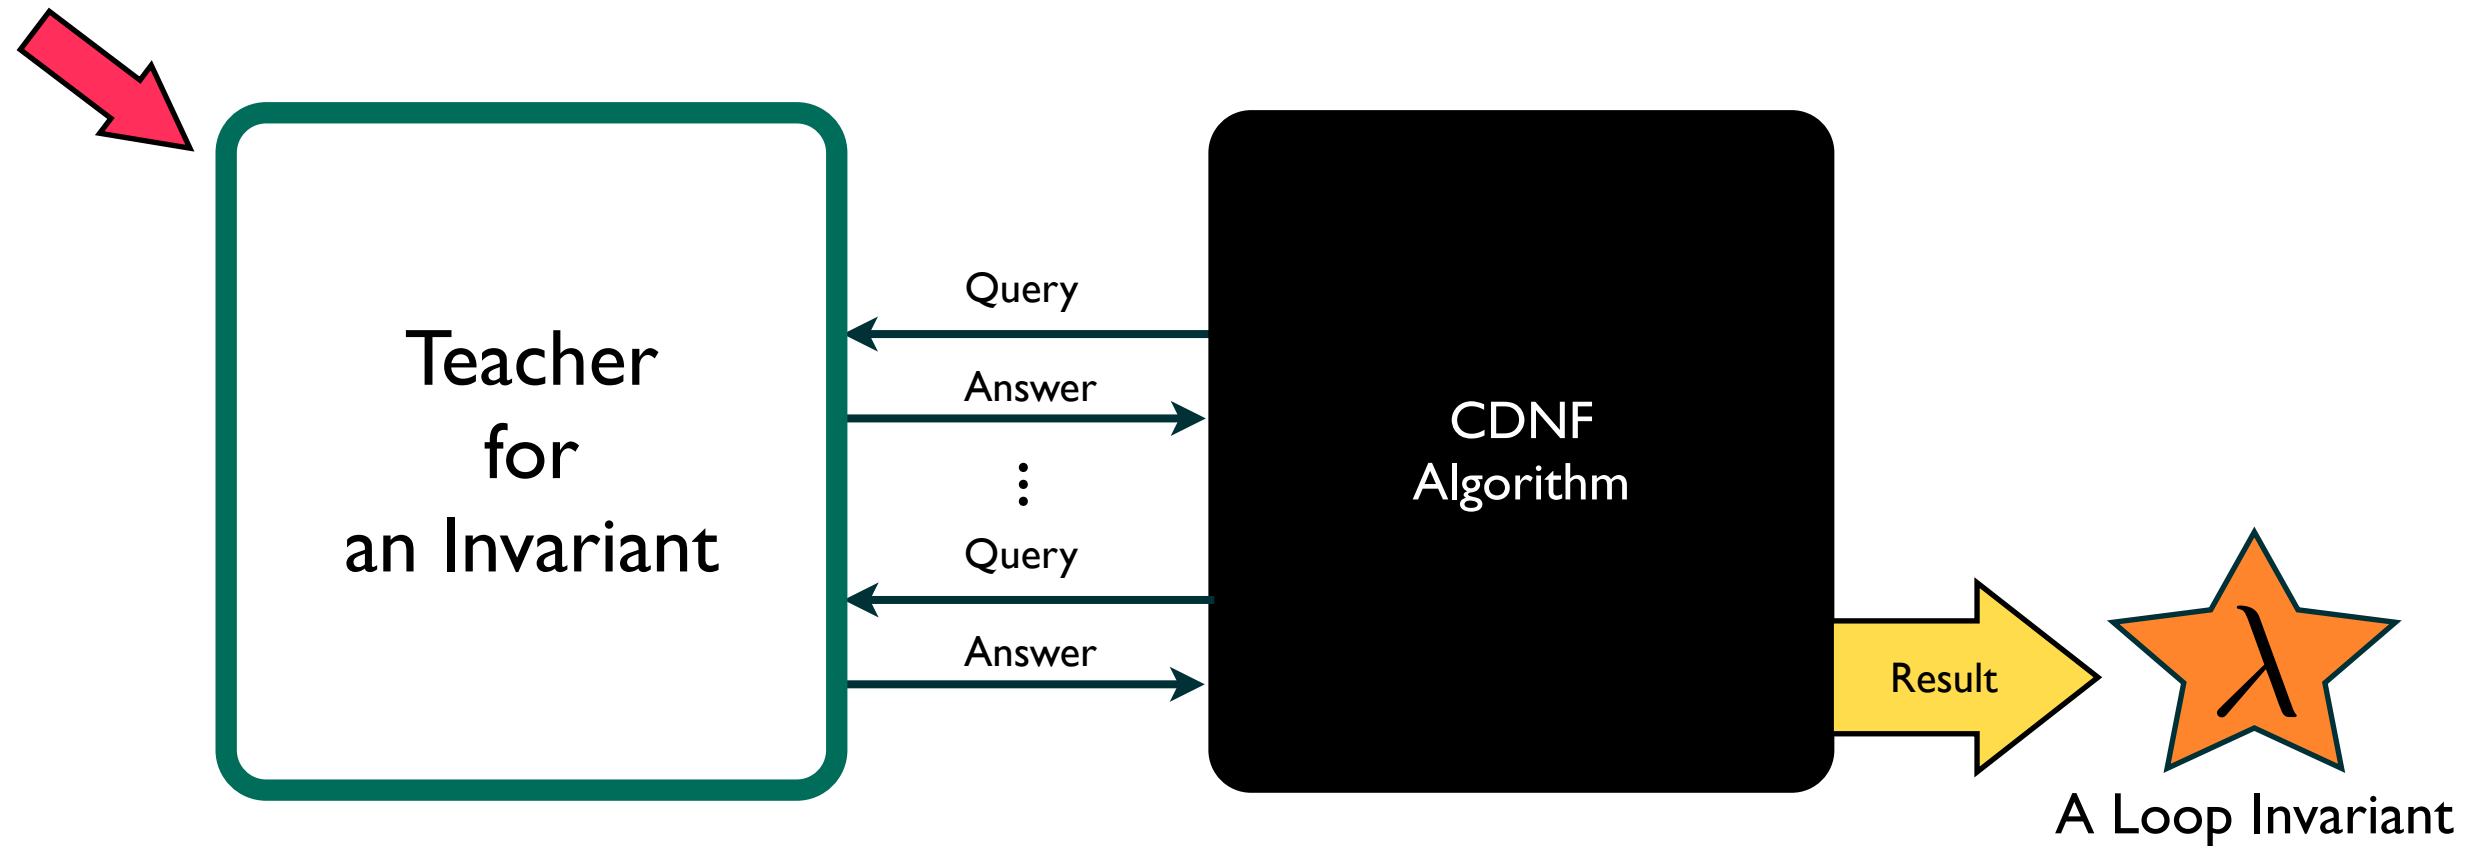 Teacher
for
an Invariant
Query
Answer
Query
Answer
CDNF
Algorithm
Result
λ
A Loop Invariant